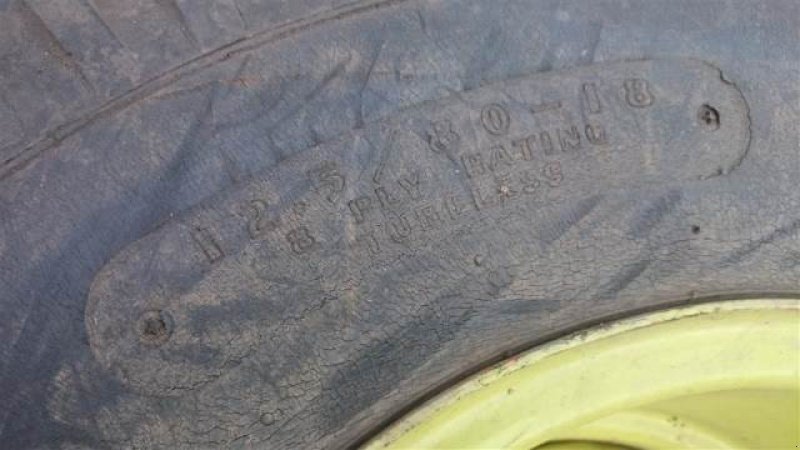 12.5/80-18
8 PLY RATING
TUBELESS